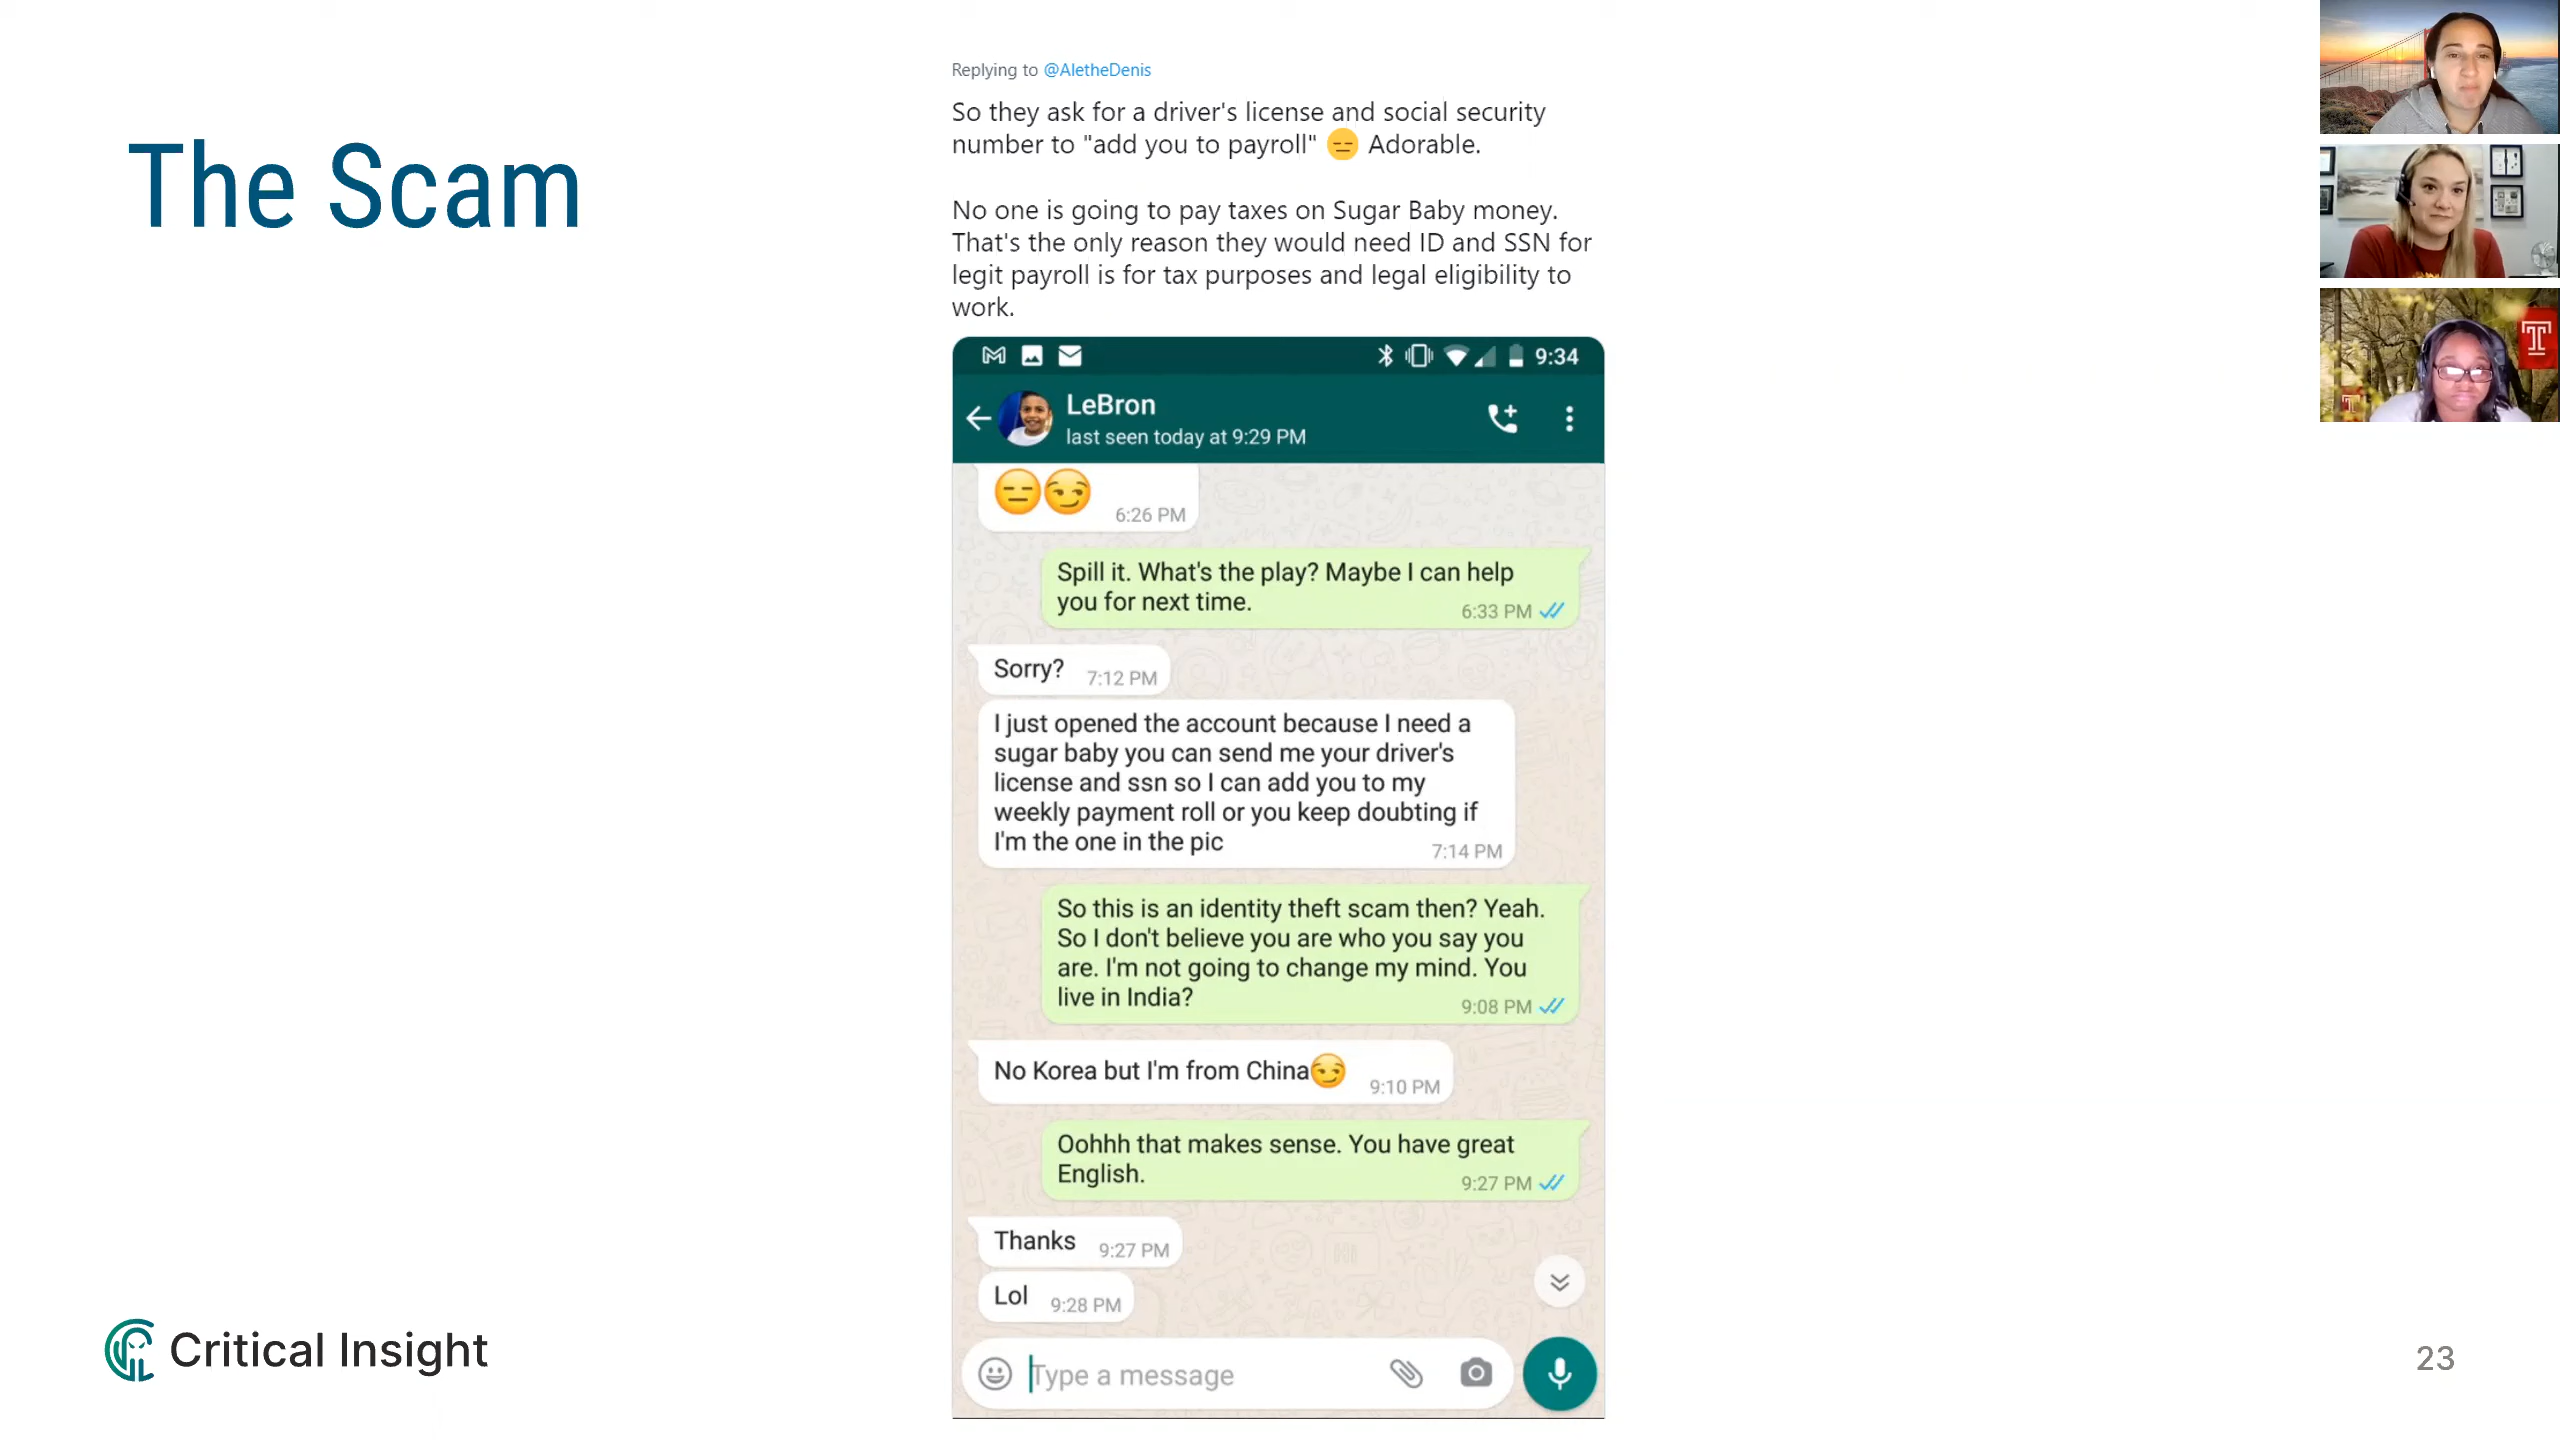 The Scam
Replying to @AletheDenis
So they ask for a driver's license and social security
number to "add you to payroll" 😑 Adorable.
No one is going to pay taxes on Sugar Baby money.
That's the only reason they would need ID and SSN for
legit payroll is for tax purposes and legal eligibility to
work.
9:34
LeBron
last seen today at 9:29 PM
😑😏
6:26 PM
Spill it. What's the play? Maybe I can help
you for next time.
6:33 PM
Sorry?
7:12 PM
I just opened the account because I need a
sugar baby you can send me your driver's
license and ssn so I can add you to my
weekly payment roll or you keep doubting if
I'm the one in the pic
7:14 PM
So this is an identity theft scam then? Yeah.
So I don't believe you are who you say you
are. I'm not going to change my mind. You
live in India?
9:08 PM
No Korea but I'm from China😏
9:10 PM
Oohhh that makes sense. You have great
English.
9:27 PM
Thanks
9:27 PM
Lol
9:28 PM
Type a message
Critical Insight
23